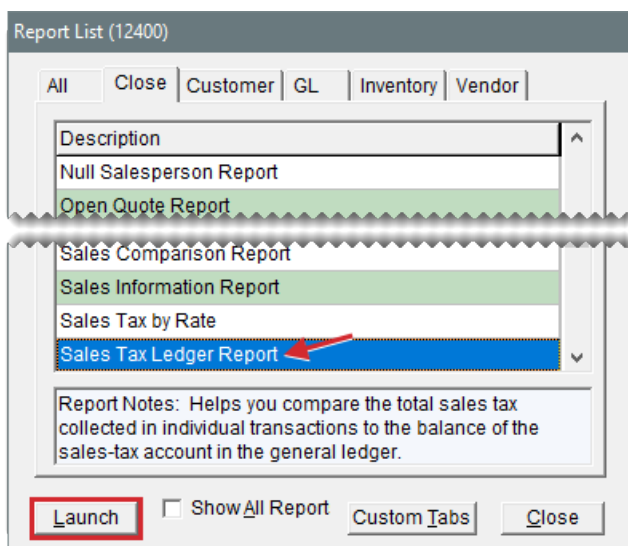 Report List (12400)
All Close Customer GL Inventory Vendor
Description
Null Salesperson Report
Open Quote Report
Sales Comparison Report
Sales Information Report
Sales Tax by Rate
Sales Tax Ledger Report
Report Notes: Helps you compare the total sales tax
collected in individual transactions to the balance of the
sales-tax account in the general ledger.
Launch Show All Report Custom Tabs Close